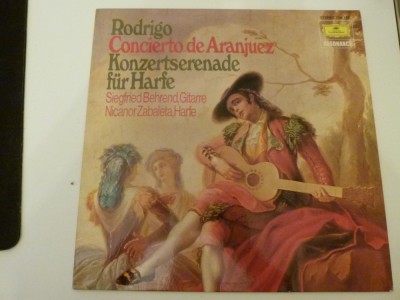 Rodrigo
Concierto de Aranjuez
Konzertserenade
für Harfe
Siegfried Behrend, Gitarre
Nicanor Zabaleta, Harfe